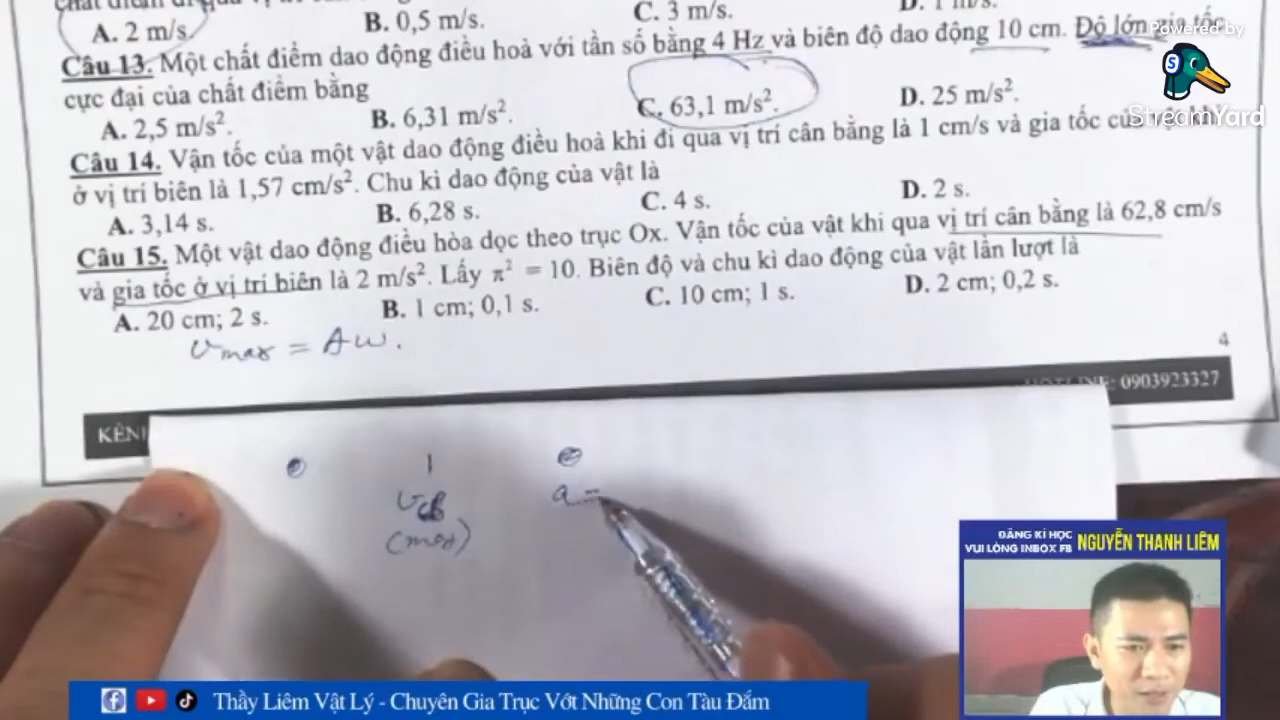 A. 2 m/s.
B. 0,5 m/s.
C. 3 m/s.
D. 1 m/s.
Câu 13. Một chất điểm dao động điều hoà với tần số bằng 4 Hz và biên độ dao động 10 cm. Độ lớn gia tốc
cực đại của chất điểm bằng
A. 2,5 m/s².
B. 6,31 m/s².
C. 63,1 m/s².
D. 25 m/s².
Câu 14. Vận tốc của một vật dao động điều hoà khi đi qua vị trí cân bằng là 1 cm/s và gia tốc của
ở vị trí biên là 1,57 cm/s². Chu kì dao động của vật là
A. 3,14 s.
B. 6,28 s.
C. 4 s.
D. 2 s.
Câu 15. Một vật dao động điều hòa dọc theo trục Ox. Vận tốc của vật khi qua vị trí cân bằng là 62,8 cm/s
và gia tốc ở vị trí biên là 2 m/s². Lấy π² = 10. Biên độ và chu kì dao động của vật lần lượt là
A. 20 cm; 2 s.
B. 1 cm; 0,1 s.
C. 10 cm; 1 s.
D. 2 cm; 0,2 s.
v max = Aω.
4
HOTLINE: 0903923327
KÊN
v CB
(max)
a =
Powered by
StreamYard
ĐĂNG KÍ HỌC
VUI LÒNG INBOX FB NGUYỄN THANH LIÊM
Thầy Liêm Vật Lý - Chuyên Gia Trục Vớt Những Con Tàu Đắm